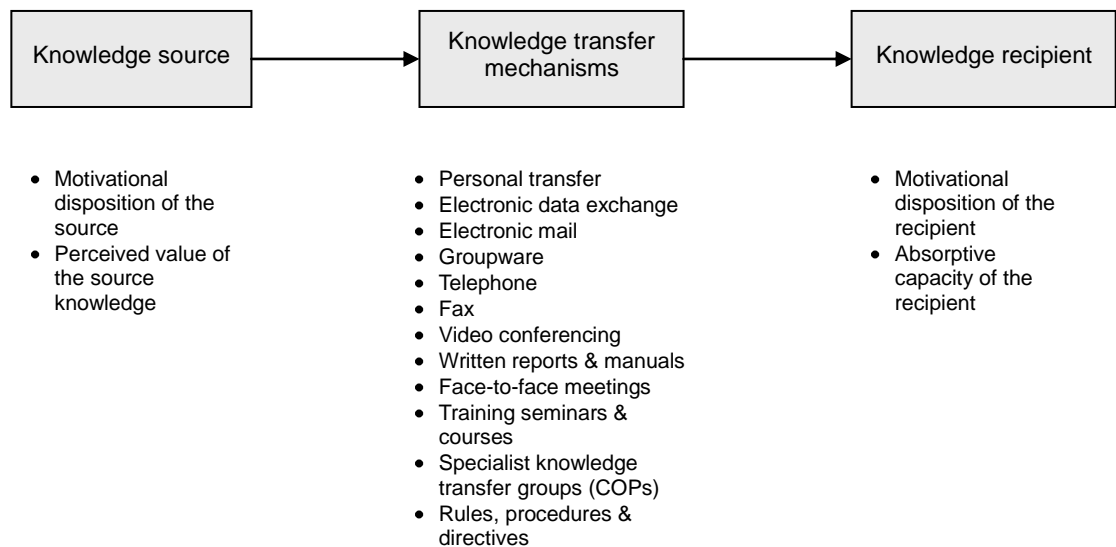 Knowledge source
Knowledge transfer
mechanisms
Knowledge recipient
• Motivational
disposition of the
source
• Perceived value of
the source
knowledge
• Personal transfer
• Electronic data exchange
• Electronic mail
• Groupware
• Telephone
• Fax
• Video conferencing
• Written reports & manuals
• Face-to-face meetings
• Training seminars &
courses
• Specialist knowledge
transfer groups (COPs)
• Rules, procedures &
directives
• Motivational
disposition of the
recipient
• Absorptive
capacity of the
recipient